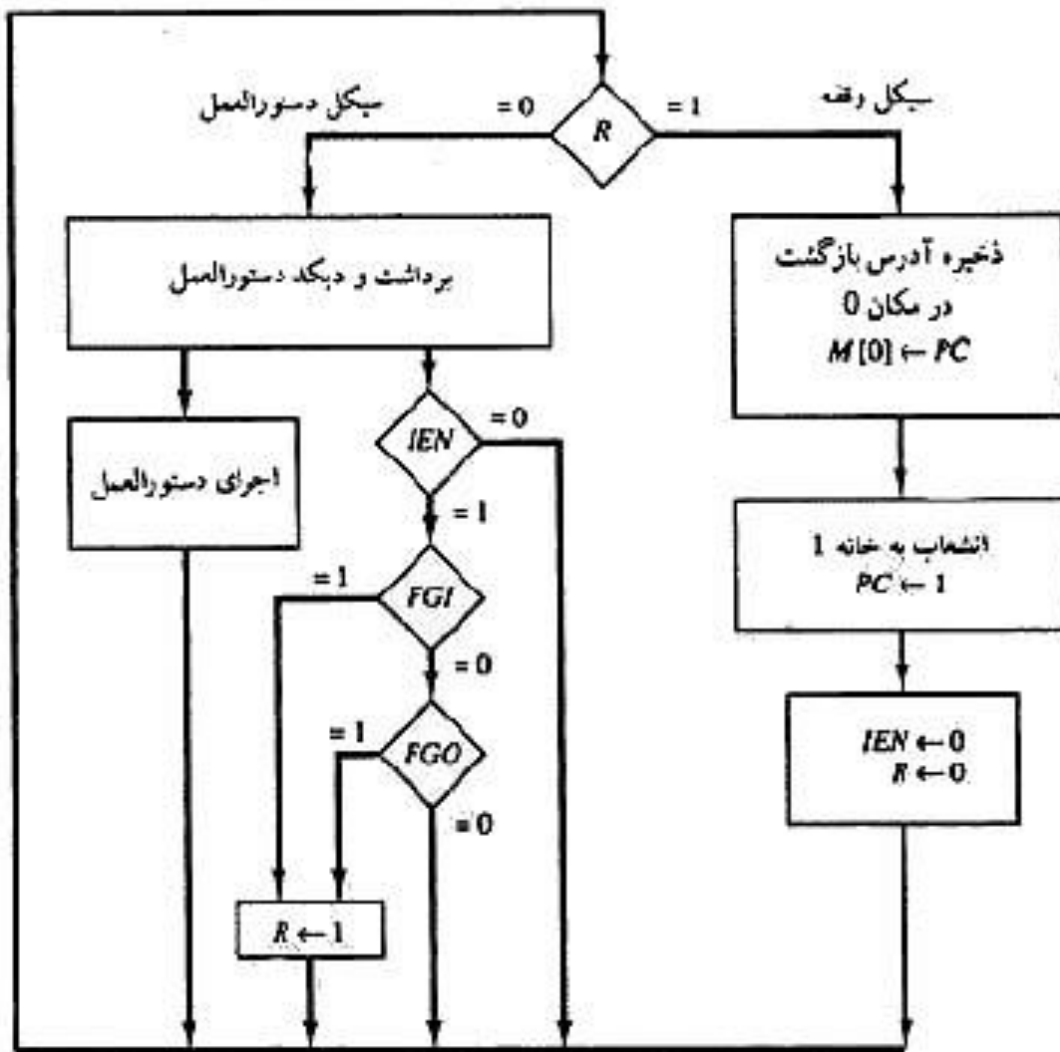 R
= 0
= 1
سیکل دستورالعمل
سیکل وقفه
برداشت و دیکد دستورالعمل
ذخیره آدرس بازگشت
در مکان 0
M [0] ← PC
اجرای دستورالعمل
IEN
= 0
= 1
انشعاب به خانه 1
PC ← 1
FGI
= 1
= 0
FGO
= 1
= 0
IEN ← 0
R ← 0
R ← 1